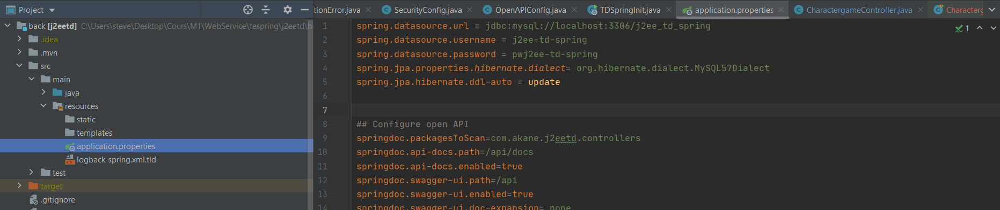 Project
back [j2eetd] C:\Users\steve\Desktop\Cours\M1\WebService\tespring\j2eetd\ba
.idea
.mvn
src
main
java
resources
static
templates
application.properties
logback-spring.xml.tld
test
target
.gitignore
tionError.java SecurityConfig.java OpenAPIConfig.java TDSpringInit.java application.properties CharactergameController.java Characterg
1 spring.datasource.url = jdbc:mysql://localhost:3306/j2ee_td_spring
2 spring.datasource.username = j2ee-td-spring
3 spring.datasource.password = pwj2ee-td-spring
4 spring.jpa.properties.hibernate.dialect= org.hibernate.dialect.MySQL57Dialect
5 spring.jpa.hibernate.ddl-auto = update
6
7
8 ## Configure open API
9 springdoc.packagesToScan=com.akane.j2eetd.controllers
10 springdoc.api-docs.path=/api/docs
11 springdoc.api-docs.enabled=true
12 springdoc.swagger-ui.path=/api
13 springdoc.swagger-ui.enabled=true
14 springdoc.swagger-ui.doc-expansion= none
1